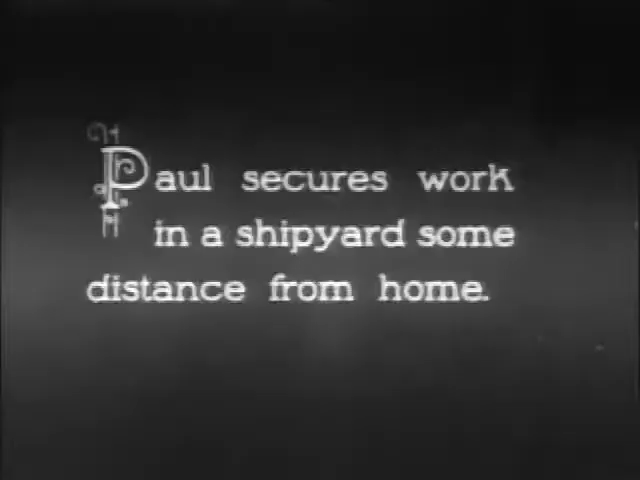 Paul secures work
in a shipyard some
distance from home.